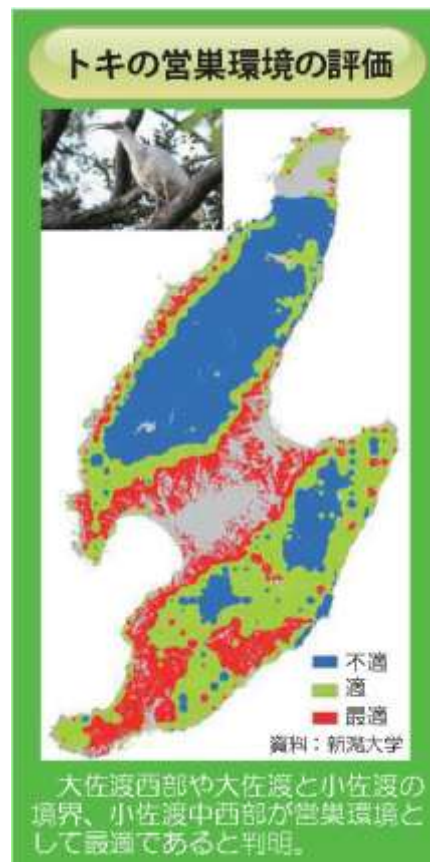 トキの営巣環境の評価
不適
適
最適
資料：新潟大学
大佐渡西部や大佐渡と小佐渡の
境界、小佐渡中西部が営巣環境と
して最適であると判明。